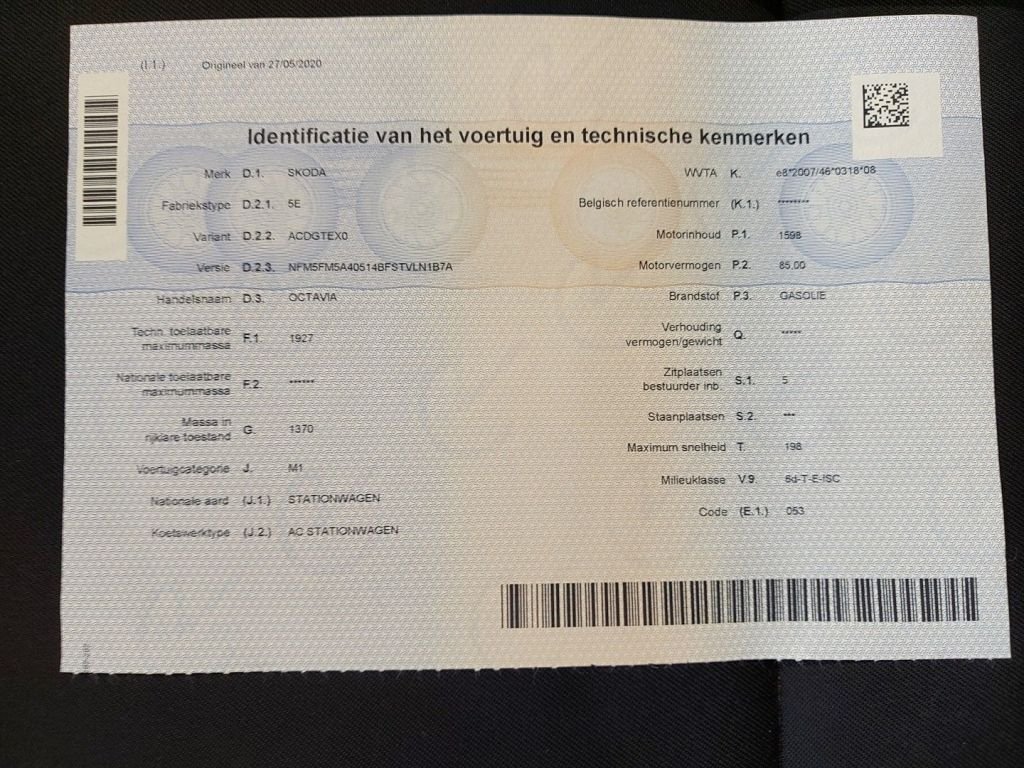 (I.1.) Origineel van 27/05/2020
Identificatie van het voertuig en technische kenmerken
Merk D.1. SKODA
Fabriekstype D.2.1. 5E
Variant D.2.2. ACDGTEX0
Versie D.2.3. NFM5FM5A40514BFSTVLN1B7A
Handelsnaam D.3. OCTAVIA
Techn. toelaatbare
maximummassa F.1. 1927
Nationale toelaatbare
maximummassa F.2. ******
Massa in
rijklare toestand G. 1370
Voertuigcategorie J. M1
Nationale aard (J.1.) STATIONWAGEN
Koetswerktype (J.2.) AC STATIONWAGEN
WVTA K. e8*2007/46*0318*08
Belgisch referentienummer (K.1.) ********
Motorinhoud P.1. 1598
Motorvermogen P.2. 85.00
Brandstof P.3. GASOLIE
Verhouding
vermogen/gewicht Q. *****
Zitplaatsen
bestuurder inb. S.1. 5
Staanplaatsen S.2. ***
Maximum snelheid T. 198
Milieuklasse V.9. 6d-T-E-ISC
Code (E.1.) 053